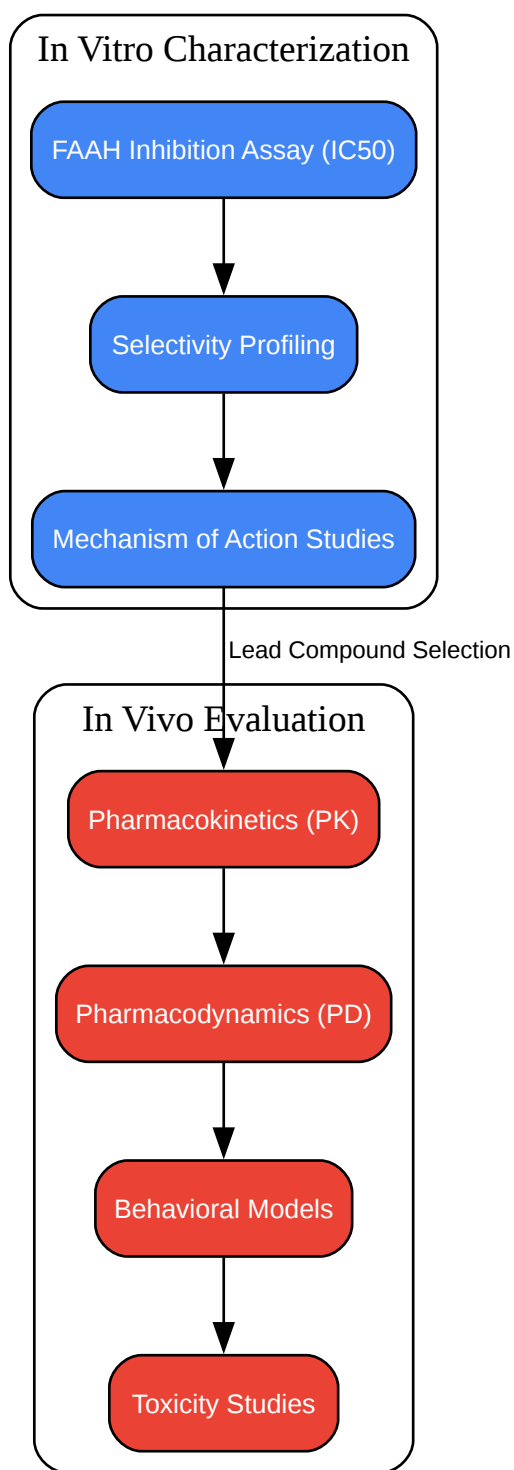 In Vitro Characterization
FAAH Inhibition Assay (IC50)
Selectivity Profiling
Mechanism of Action Studies
Lead Compound Selection
In Vivo Evaluation
Pharmacokinetics (PK)
Pharmacodynamics (PD)
Behavioral Models
Toxicity Studies